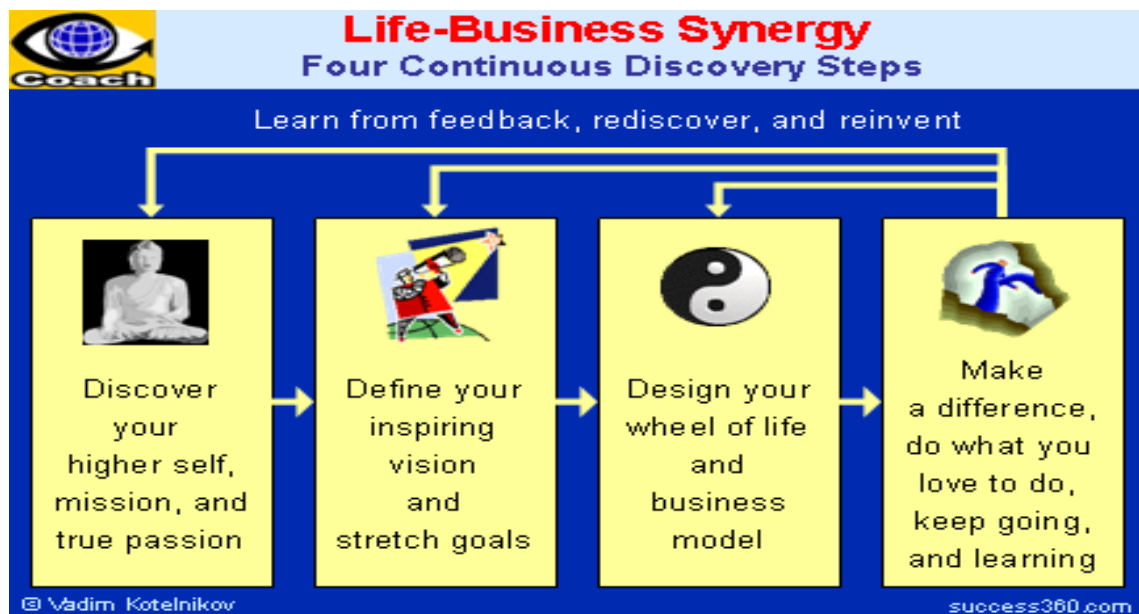 Coach
Life-Business Synergy
Four Continuous Discovery Steps
Learn from feedback, rediscover, and reinvent
Discover
your
higher self,
mission, and
true passion
Define your
inspiring
vision
and
stretch goals
Design your
wheel of life
and
business
model
Make
a difference,
do what you
love to do,
keep going,
and learning
© Vadim Kotelnikov
success360.com